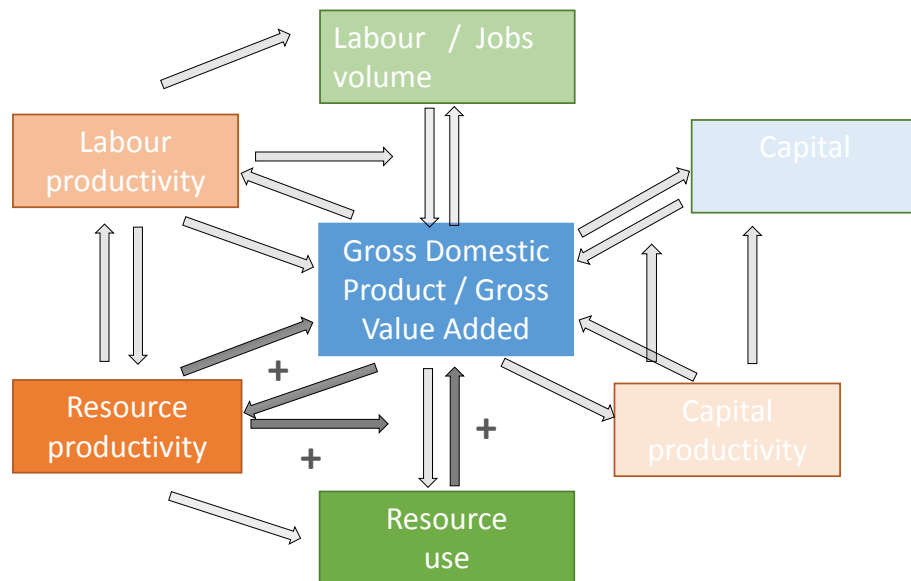 Labour / Jobs
volume
Labour
productivity
Capital
Gross Domestic
Product / Gross
Value Added
+
Resource
productivity
+
+
Capital
productivity
Resource
use